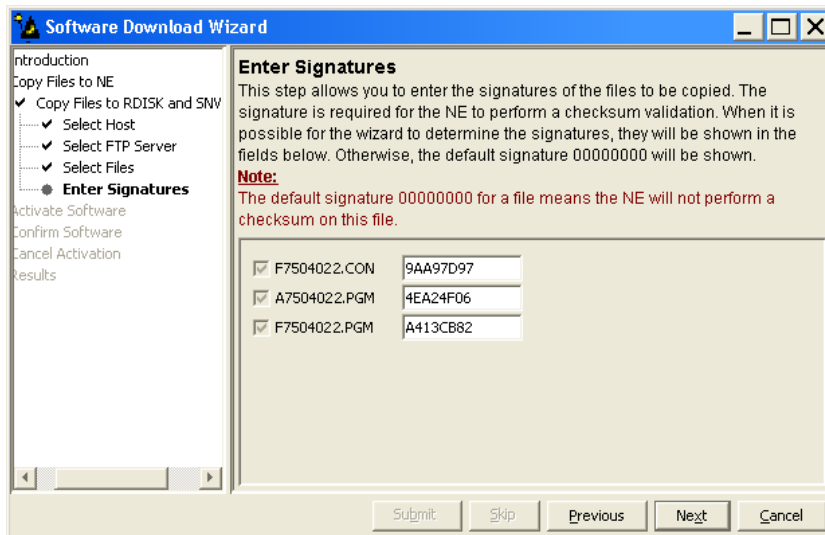 Software Download Wizard
ntroduction
Copy Files to NE
Copy Files to RDISK and SNV
Select Host
Select FTP Server
Select Files
Enter Signatures
Activate Software
Confirm Software
Cancel Activation
Results
Enter Signatures
This step allows you to enter the signatures of the files to be copied. The
signature is required for the NE to perform a checksum validation. When it is
possible for the wizard to determine the signatures, they will be shown in the
fields below. Otherwise, the default signature 00000000 will be shown.
Note:
The default signature 00000000 for a file means the NE will not perform a
checksum on this file.
F7504022.CON 9AA97D97
A7504022.PGM 4EA24F06
F7504022.PGM A413CB82
Submit Skip Previous Next Cancel